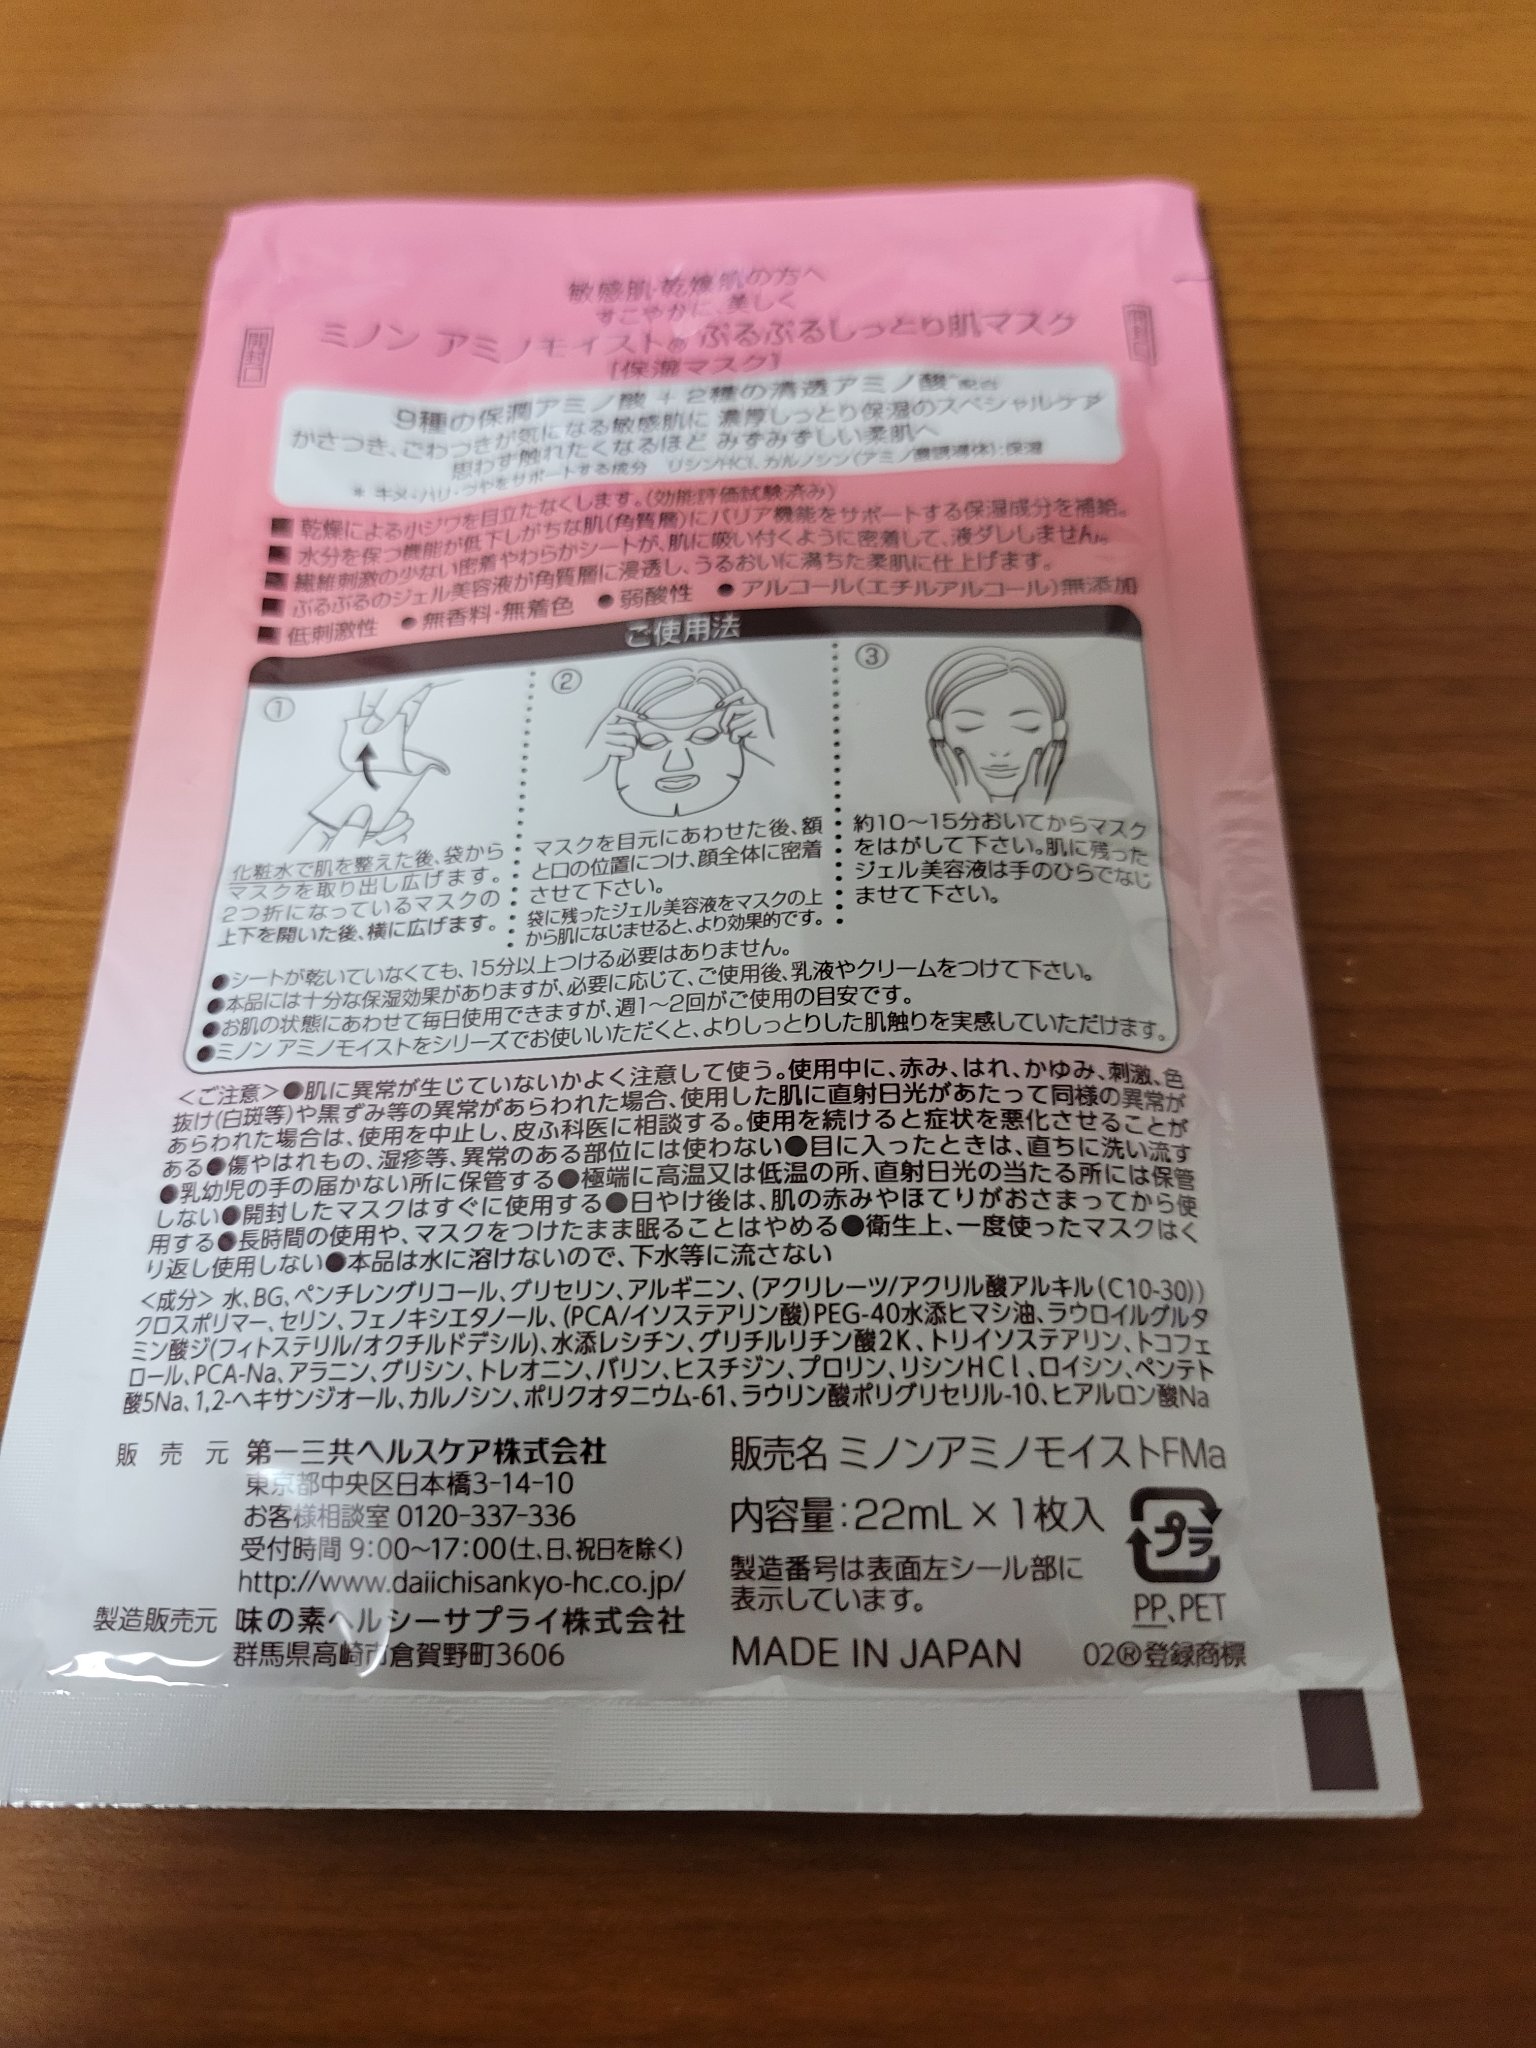 敏感肌・乾燥肌の方へ
すこやかに、美しく
ミノン アミノモイスト® ぷるぷるしっとり肌マスク
[保湿マスク]
開封口
開封口
9種の保潤アミノ酸 + 2種の清透アミノ酸*配合
かさつき、ごわつきが気になる敏感肌に 濃厚しっとり保湿のスペシャルケア
思わず触れたくなるほど みずみずしい柔肌へ
* キメ・ハリ・つやをサポートする成分 リシンHCl、カルノシン(アミノ酸誘導体):保湿
■ 乾燥による小ジワを目立たなくします。(効能評価試験済み)
■ 水分を保つ機能が低下しがちな肌(角質層)にバリア機能をサポートする保湿成分を補給。
■ 繊維刺激の少ない密着やわらかシートが、肌に吸い付くように密着して、液ダレしません。
■ ぷるぷるのジェル美容液が角質層に浸透し、うるおいに満ちた柔肌に仕上げます。
■ 低刺激性 ●無香料・無着色 ●弱酸性 ●アルコール(エチルアルコール)無添加
ご使用法
①
化粧水で肌を整えた後、袋から
マスクを取り出し広げます。
2つ折になっているマスクの
上下を開いた後、横に広げます。
②
マスクを目元にあわせた後、額
と口の位置につけ、顔全体に密着
させて下さい。
袋に残ったジェル美容液をマスクの上
から肌になじませると、より効果的です。
③
約10〜15分おいてからマスク
をはがして下さい。肌に残った
ジェル美容液は手のひらでなじ
ませて下さい。
●シートが乾いていなくても、15分以上つける必要はありません。
●本品には十分な保湿効果がありますが、必要に応じて、ご使用後、乳液やクリームをつけて下さい。
●お肌の状態にあわせて毎日使用できますが、週1〜2回がご使用の目安です。
●ミノン アミノモイストをシリーズでお使いいただくと、よりしっとりした肌触りを実感していただけます。
<ご注意>●肌に異常が生じていないかよく注意して使う。使用中に、赤み、はれ、かゆみ、刺激、色
抜け(白斑等)や黒ずみ等の異常があらわれた場合、使用した肌に直射日光があたって同様の異常が
あらわれた場合は、使用を中止し、皮ふ科医に相談する。使用を続けると症状を悪化させることが
ある●傷やはれもの、湿疹等、異常のある部位には使わない●目に入ったときは、直ちに洗い流す
●乳幼児の手の届かない所に保管する●極端に高温又は低温の所、直射日光の当たる所には保管
しない●開封したマスクはすぐに使用する●日やけ後は、肌の赤みやほてりがおさまってから使
用する●長時間の使用や、マスクをつけたまま眠ることはやめる●衛生上、一度使ったマスクはく
り返し使用しない●本品は水に溶けないので、下水等に流さない
<成分> 水、BG、ペンチレングリコール、グリセリン、アルギニン、(アクリレーツ/アクリル酸アルキル(C10-30))
クロスポリマー、セリン、フェノキシエタノール、(PCA/イソステアリン酸)PEG-40水添ヒマシ油、ラウロイルグルタ
ミン酸ジ(フィトステリル/オクチルドデシル)、水添レシチン、グリチルリチン酸2K、トリイソステアリン、トコフェ
ロール、PCA-Na、アラニン、グリシン、トレオニン、バリン、ヒスチジン、プロリン、リシンHCl、ロイシン、ペンテト
酸5Na、1,2-ヘキサンジオール、カルノシン、ポリクオタニウム-61、ラウリン酸ポリグリセリル-10、ヒアルロン酸Na
販売元 第一三共ヘルスケア株式会社
東京都中央区日本橋3-14-10
お客様相談室 0120-337-336
受付時間 9:00〜17:00(土、日、祝日を除く)
http://www.daiichisankyo-hc.co.jp/
製造販売元 味の素ヘルシーサプライ株式会社
群馬県高崎市倉賀野町3606
販売名 ミノンアミノモイストFMa
内容量:22mL×1枚入
製造番号は表面左シール部に
表示しています。
プラ
PP、PET
MADE IN JAPAN
02®登録商標